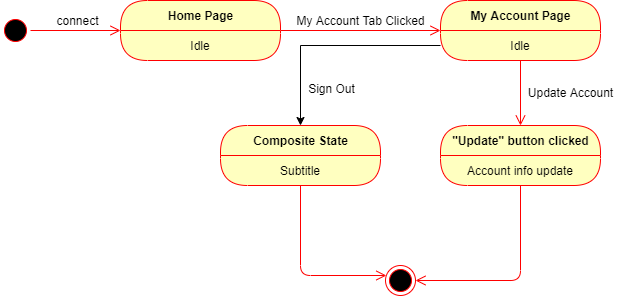 connect
Home Page
Idle
My Account Tab Clicked
My Account Page
Idle
Sign Out
Update Account
Composite State
Subtitle
"Update" button clicked
Account info update